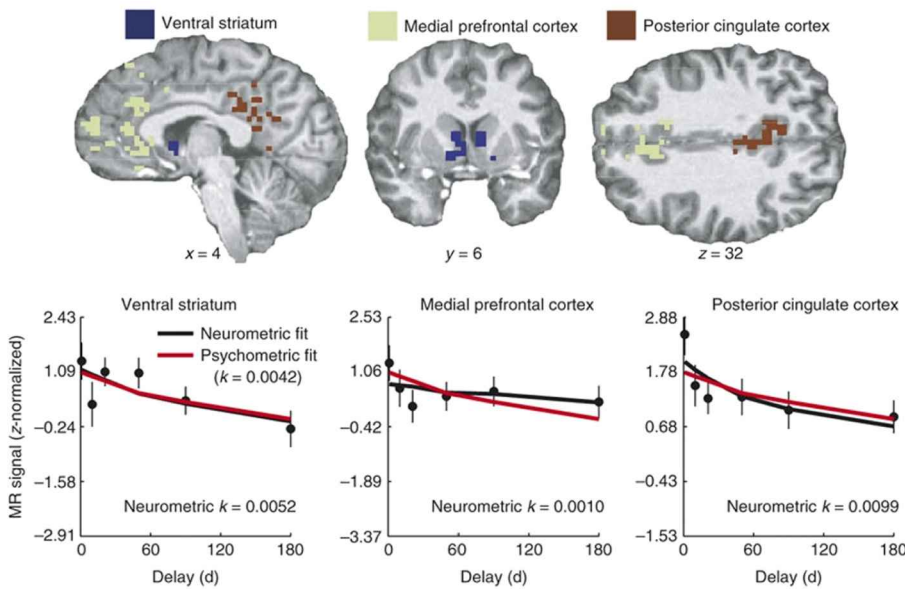 Ventral striatum
Medial prefrontal cortex
Posterior cingulate cortex
x = 4
y = 6
z = 32
Ventral striatum
MR signal (z-normalized)
2.43
1.09
−0.24
−1.58
−2.91
Neurometric fit
Psychometric fit
(k = 0.0042)
Neurometric k = 0.0052
0
60
120
180
Delay (d)
Medial prefrontal cortex
2.53
1.06
−0.42
−1.89
−3.37
Neurometric k = 0.0010
0
60
120
180
Delay (d)
Posterior cingulate cortex
2.88
1.78
0.68
−0.43
−1.53
Neurometric k = 0.0099
0
60
120
180
Delay (d)